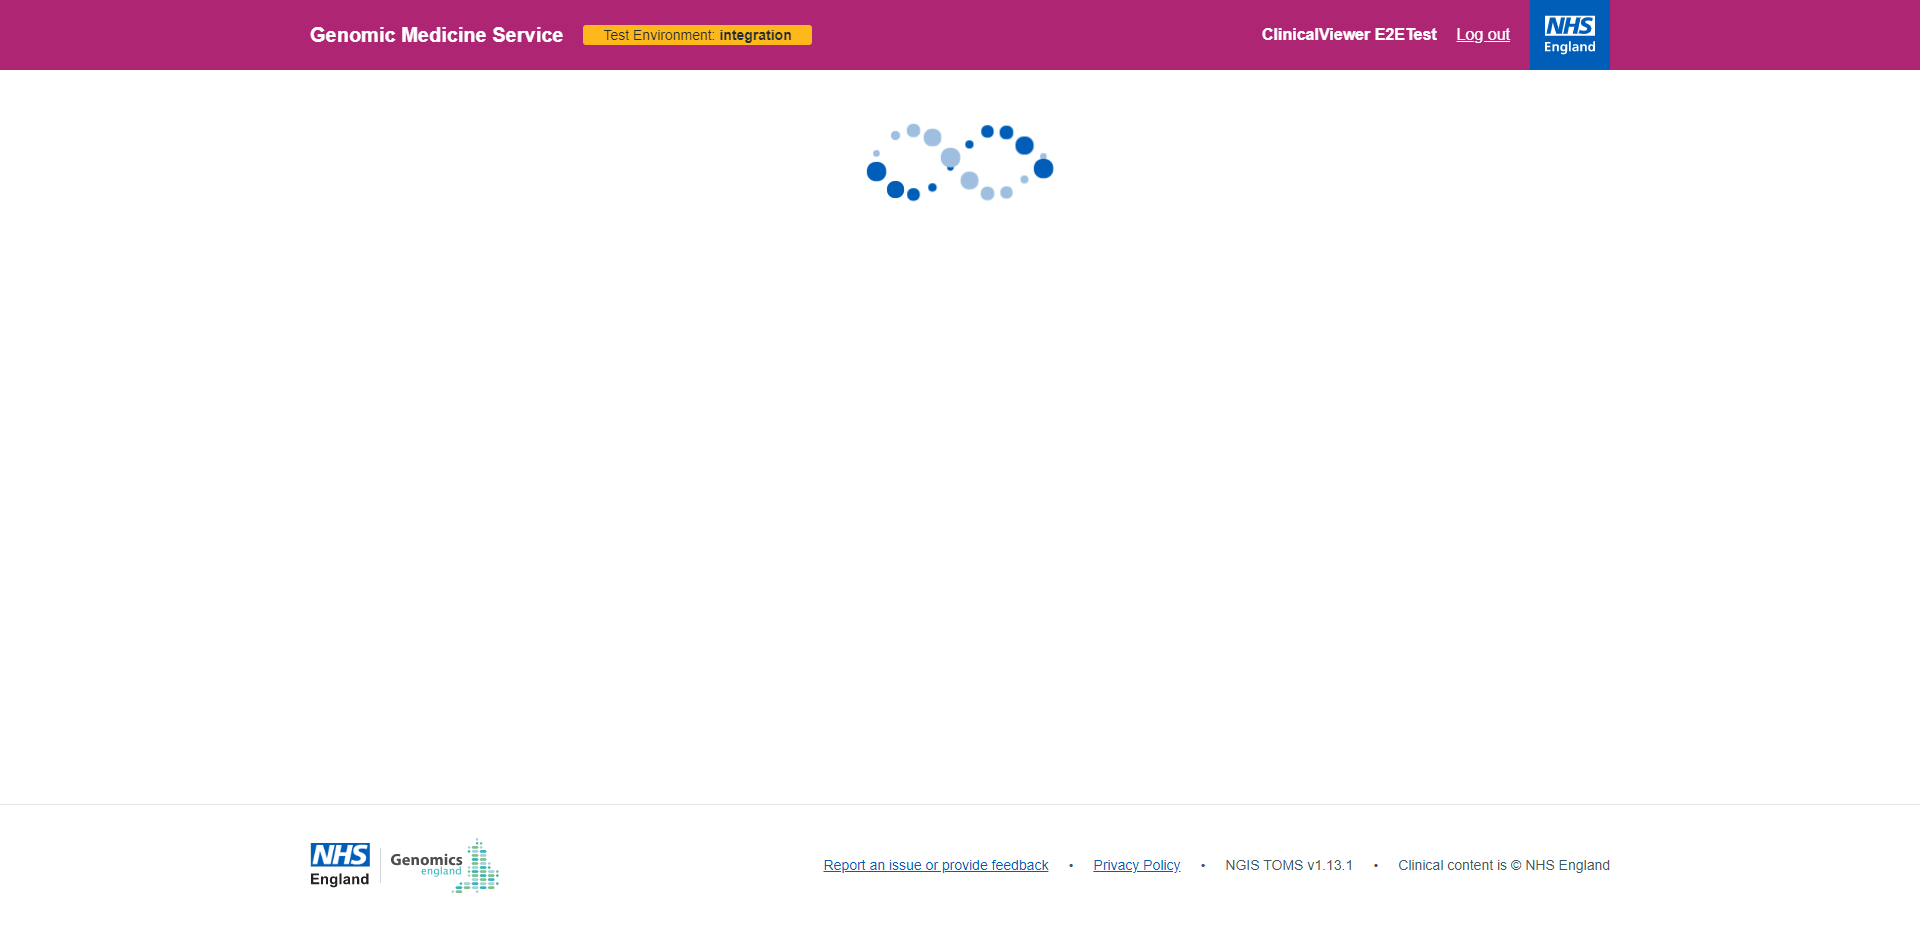 Genomic Medicine Service
Test Environment: integration
ClinicalViewer E2ETest
Log out
NHS
England
NHS
England
Genomics
england
Report an issue or provide feedback • Privacy Policy • NGIS TOMS v1.13.1 • Clinical content is © NHS England